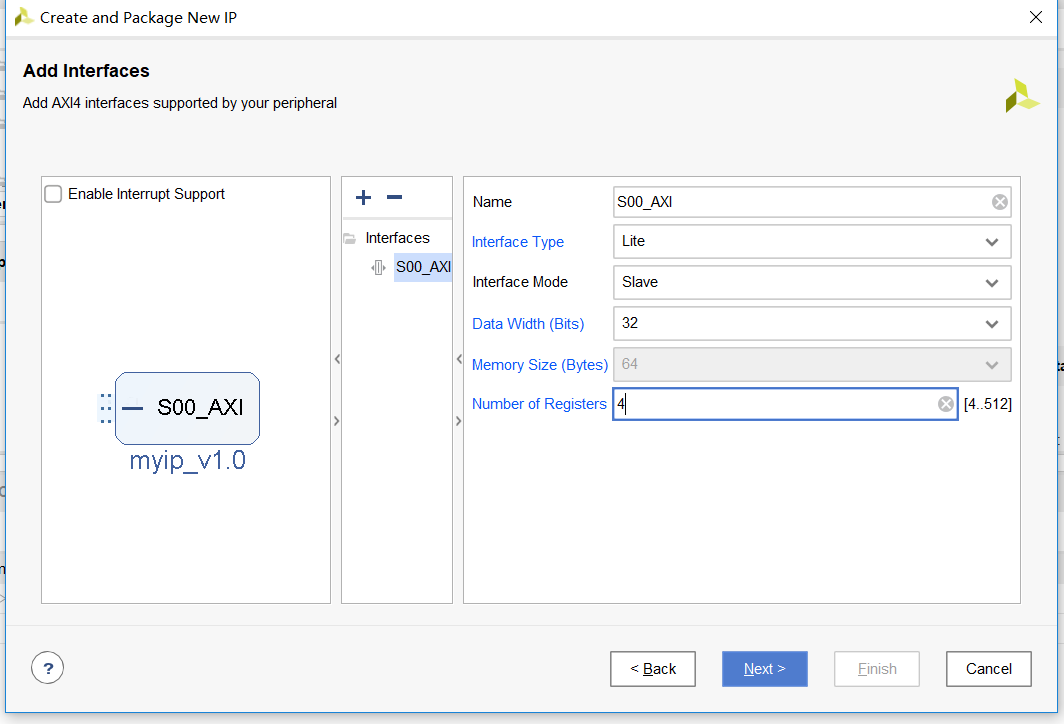 Create and Package New IP
Add Interfaces
Add AXI4 interfaces supported by your peripheral
Enable Interrupt Support
S00_AXI
myip_v1.0
Interfaces
S00_AXI
Name S00_AXI
Interface Type Lite
Interface Mode Slave
Data Width (Bits) 32
Memory Size (Bytes) 64
Number of Registers 4 [4..512]
? < Back Next > Finish Cancel